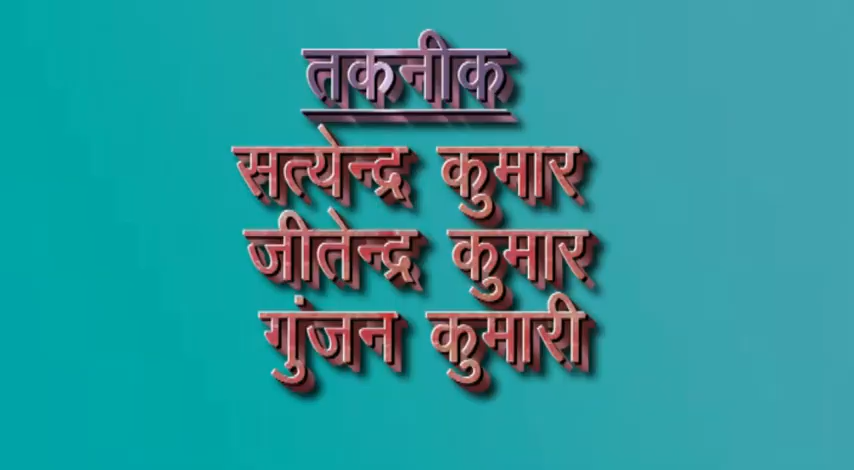 तकनीक
सत्येन्द्र कुमार
जीतेन्द्र कुमार
गुंजन कुमारी